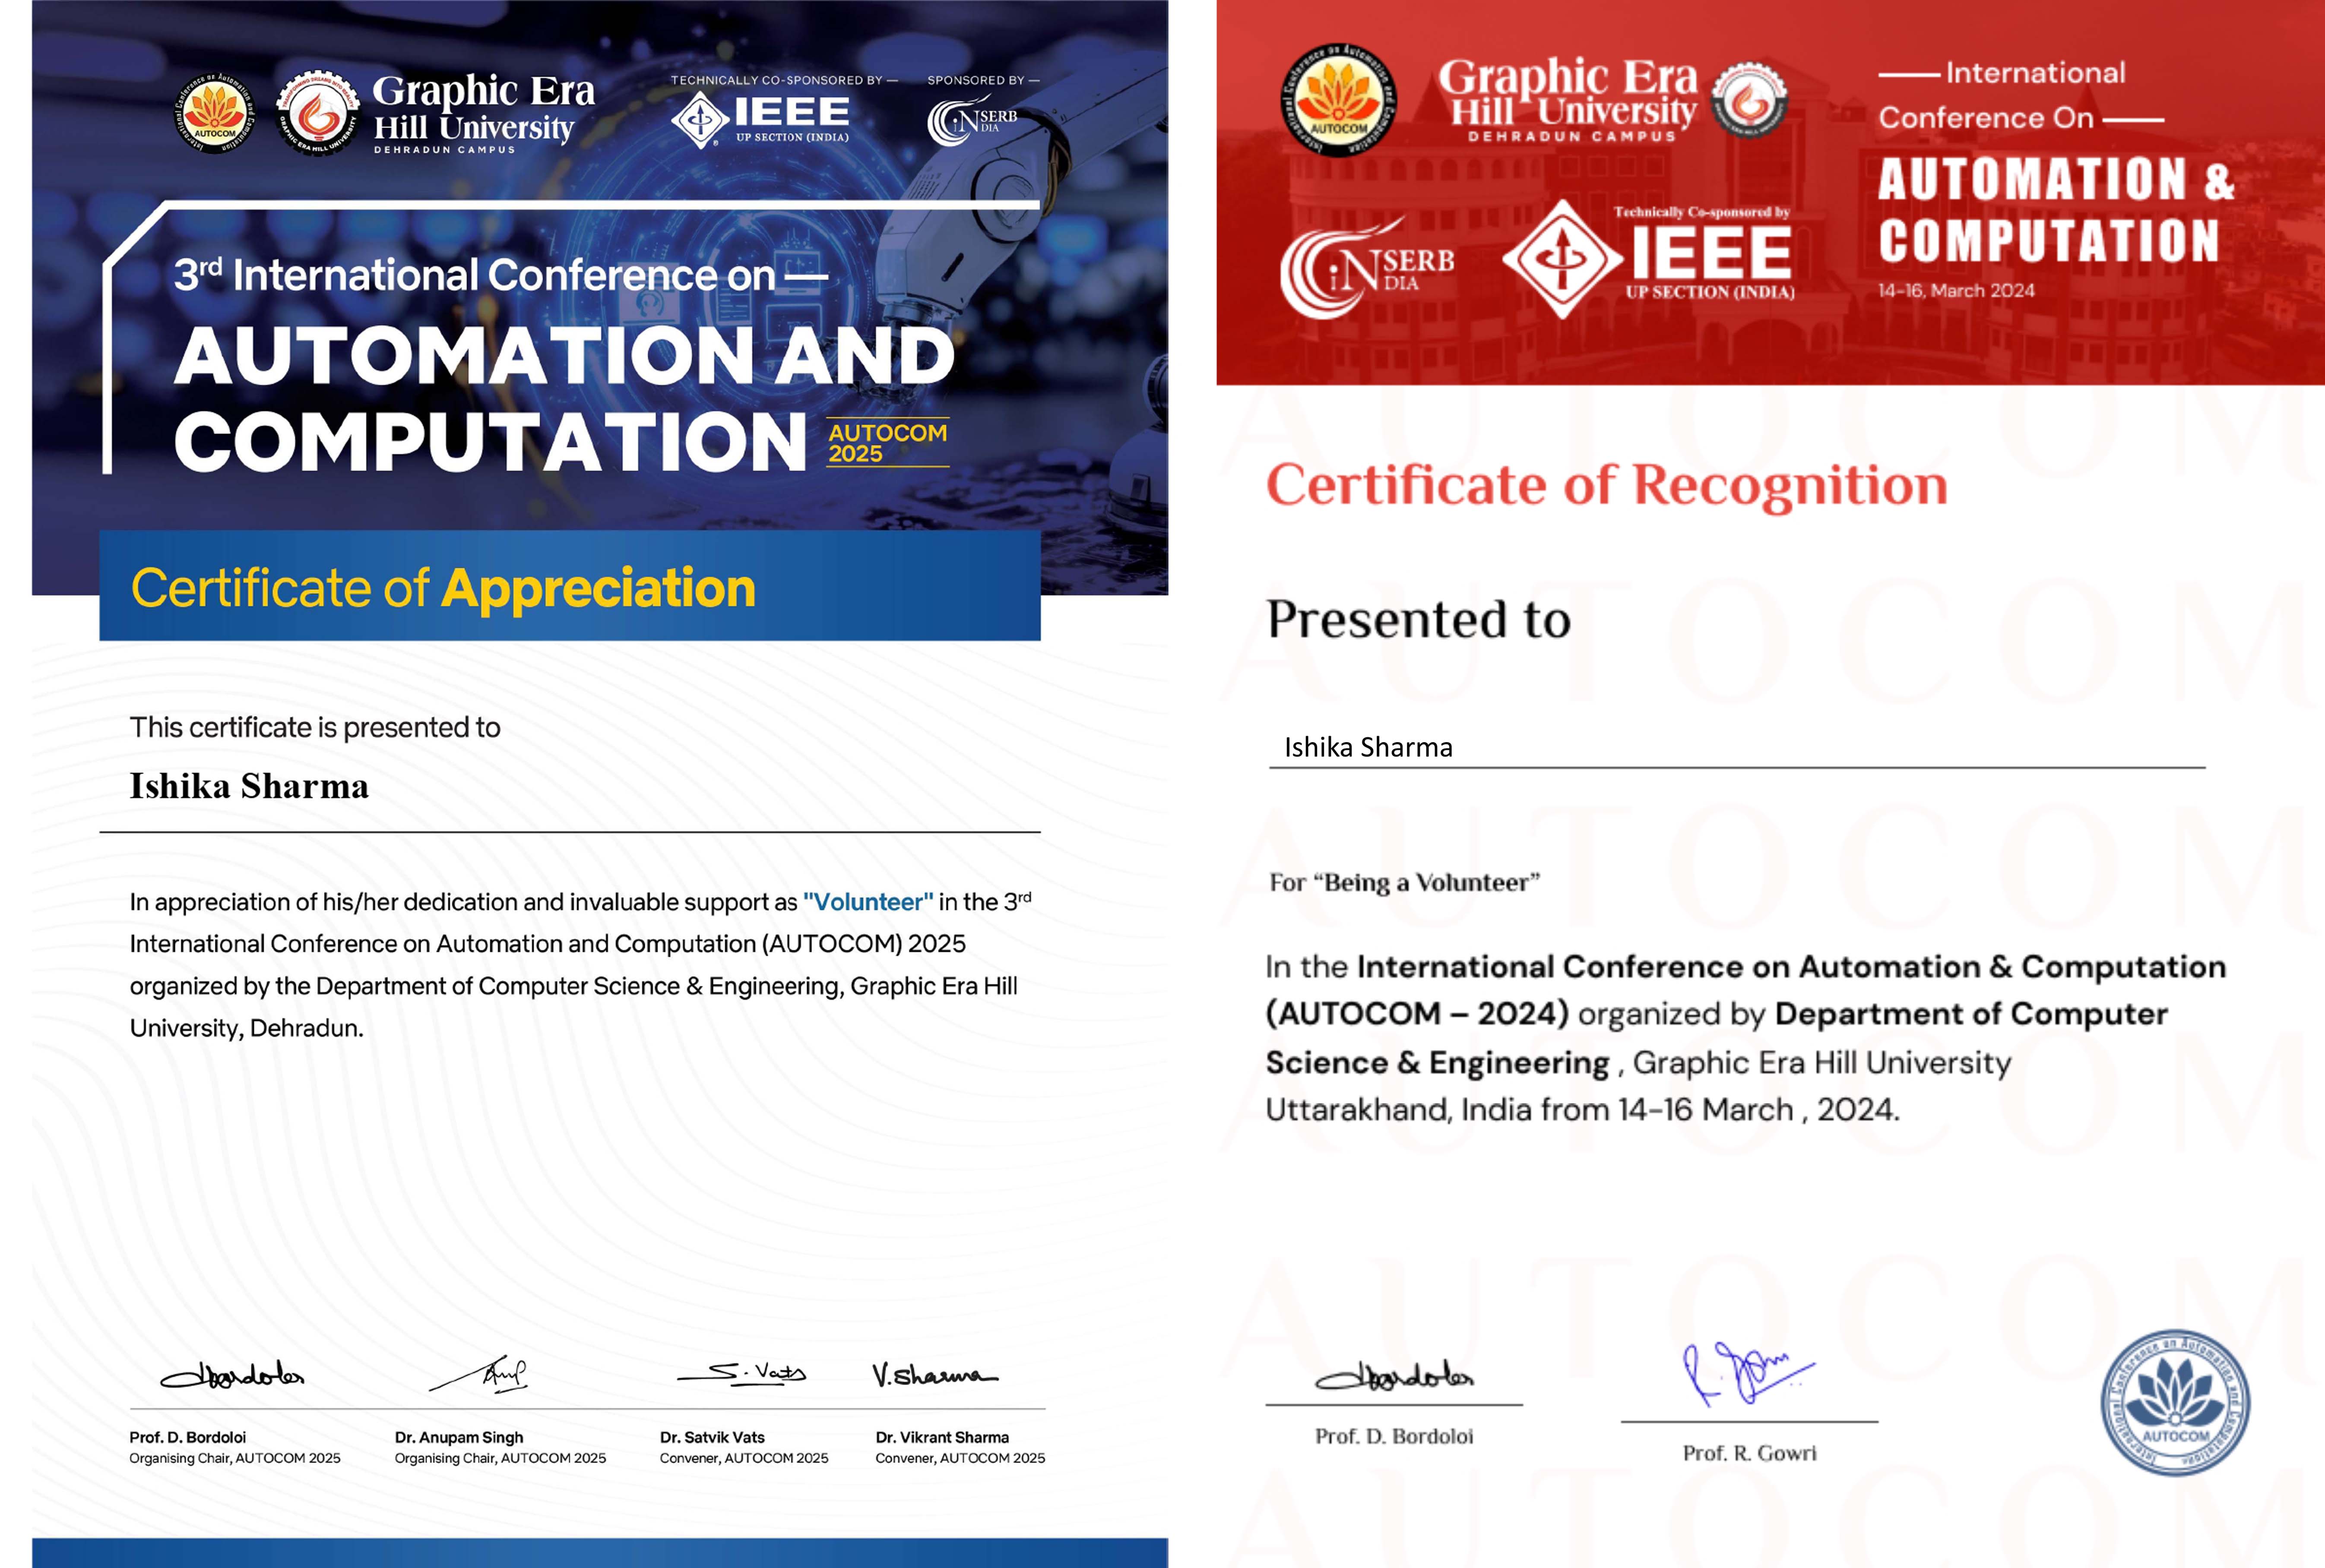 AUTOCOM
Graphic Era
Hill University
DEHRADUN CAMPUS
TECHNICALLY CO-SPONSORED BY —
IEEE
UP SECTION (INDIA)
SPONSORED BY —
iNSERB
DIA
3rd International Conference on —
AUTOMATION AND
COMPUTATION
AUTOCOM
2025
Certificate of Appreciation
This certificate is presented to
Ishika Sharma
In appreciation of his/her dedication and invaluable support as "Volunteer" in the 3rd
International Conference on Automation and Computation (AUTOCOM) 2025
organized by the Department of Computer Science & Engineering, Graphic Era Hill
University, Dehradun.
S. Vats
V. Sharma
Prof. D. Bordoloi
Organising Chair, AUTOCOM 2025
Dr. Anupam Singh
Organising Chair, AUTOCOM 2025
Dr. Satvik Vats
Convener, AUTOCOM 2025
Dr. Vikrant Sharma
Convener, AUTOCOM 2025
AUTOCOM
Graphic Era
Hill University
DEHRADUN CAMPUS
iNSERB
DIA
Technically Co-sponsored by
IEEE
UP SECTION (INDIA)
— International
Conference On —
AUTOMATION &
COMPUTATION
14-16, March 2024
Certificate of Recognition
Presented to
Ishika Sharma
For “Being a Volunteer”
In the International Conference on Automation & Computation
(AUTOCOM – 2024) organized by Department of Computer
Science & Engineering , Graphic Era Hill University
Uttarakhand, India from 14-16 March , 2024.
Prof. D. Bordoloi
Prof. R. Gowri
International Conference on Automation and Computation
AUTOCOM